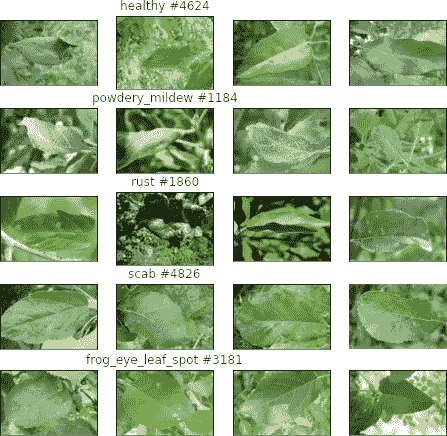 healthy #4624
powdery_mildew #1184
rust #1860
scab #4826
frog_eye_leaf_spot #3181